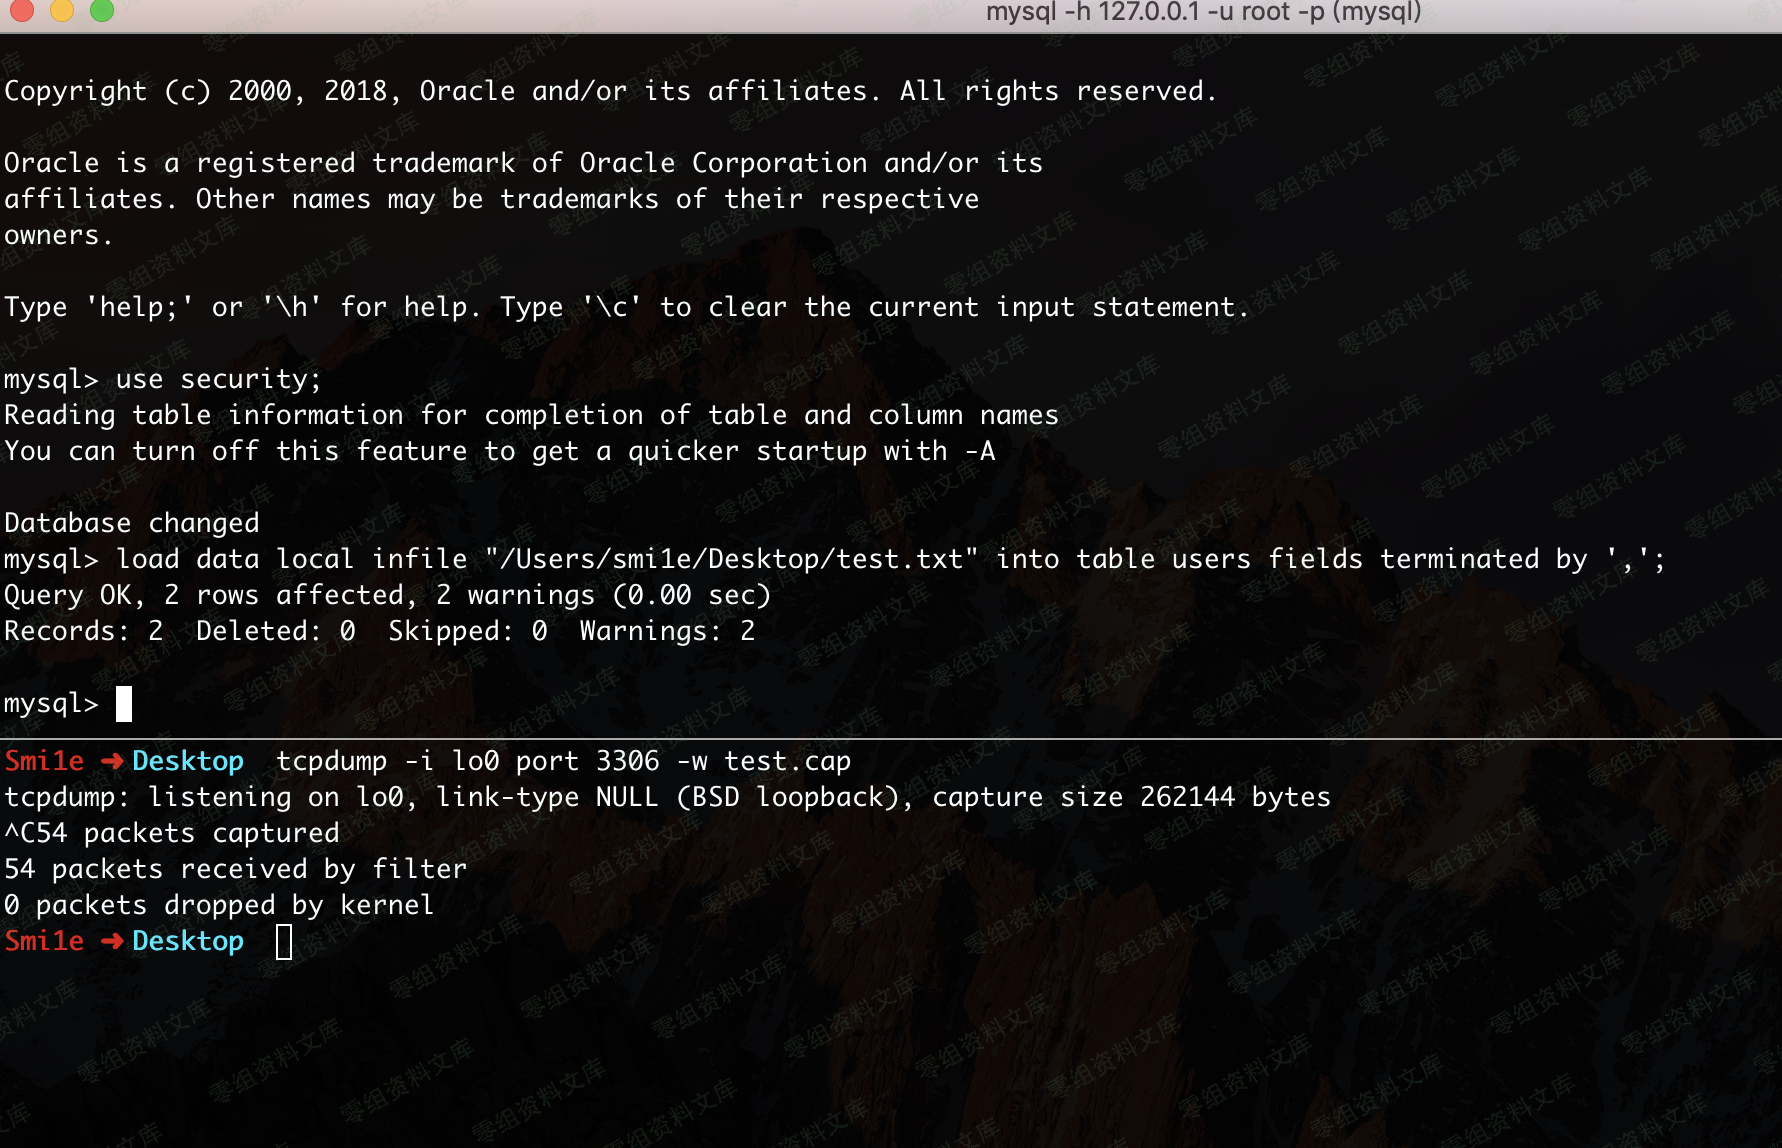 mysql -h 127.0.0.1 -u root -p (mysql)
Copyright (c) 2000, 2018, Oracle and/or its affiliates. All rights reserved.
Oracle is a registered trademark of Oracle Corporation and/or its
affiliates. Other names may be trademarks of their respective
owners.
Type 'help;' or '\h' for help. Type '\c' to clear the current input statement.
mysql> use security;
Reading table information for completion of table and column names
You can turn off this feature to get a quicker startup with -A
Database changed
mysql> load data local infile "/Users/smi1e/Desktop/test.txt" into table users fields terminated by ',';
Query OK, 2 rows affected, 2 warnings (0.00 sec)
Records: 2  Deleted: 0  Skipped: 0  Warnings: 2
mysql>
Smi1e ➜ Desktop  tcpdump -i lo0 port 3306 -w test.cap
tcpdump: listening on lo0, link-type NULL (BSD loopback), capture size 262144 bytes
^C54 packets captured
54 packets received by filter
0 packets dropped by kernel
Smi1e ➜ Desktop
零组资料文库